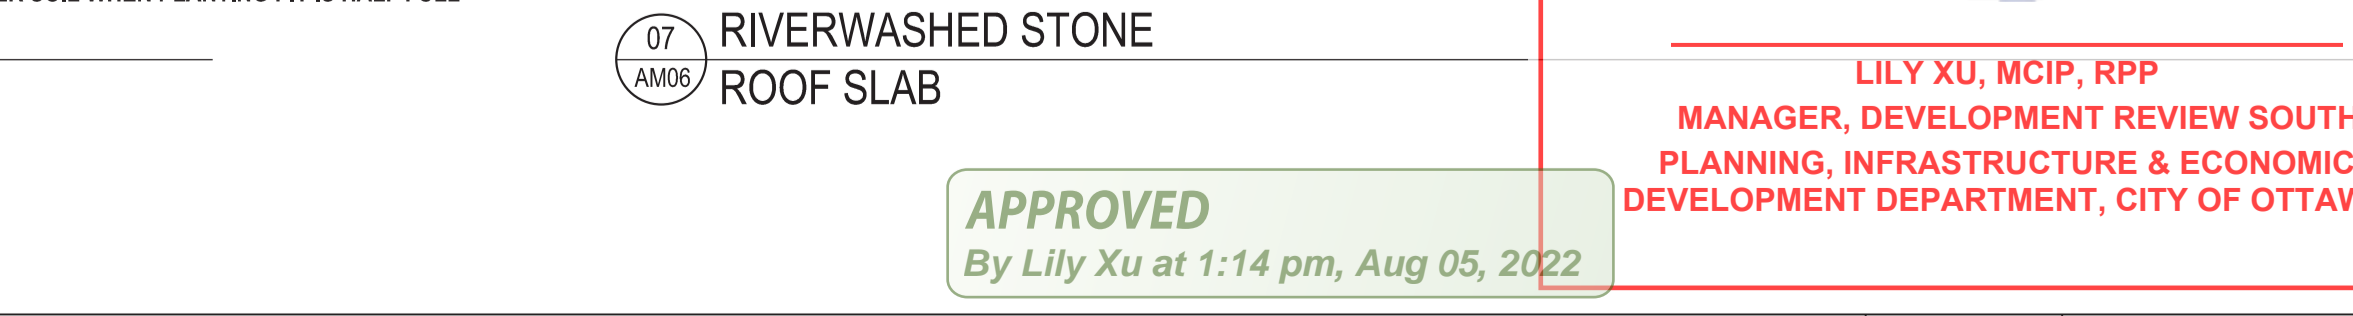 07
AM06
RIVERWASHED STONE
ROOF SLAB
LILY XU, MCIP, RPP
MANAGER, DEVELOPMENT REVIEW SOUTH
PLANNING, INFRASTRUCTURE & ECONOMIC
DEVELOPMENT DEPARTMENT, CITY OF
APPROVED
By Lily Xu at 1:14 pm, Aug 05, 2022